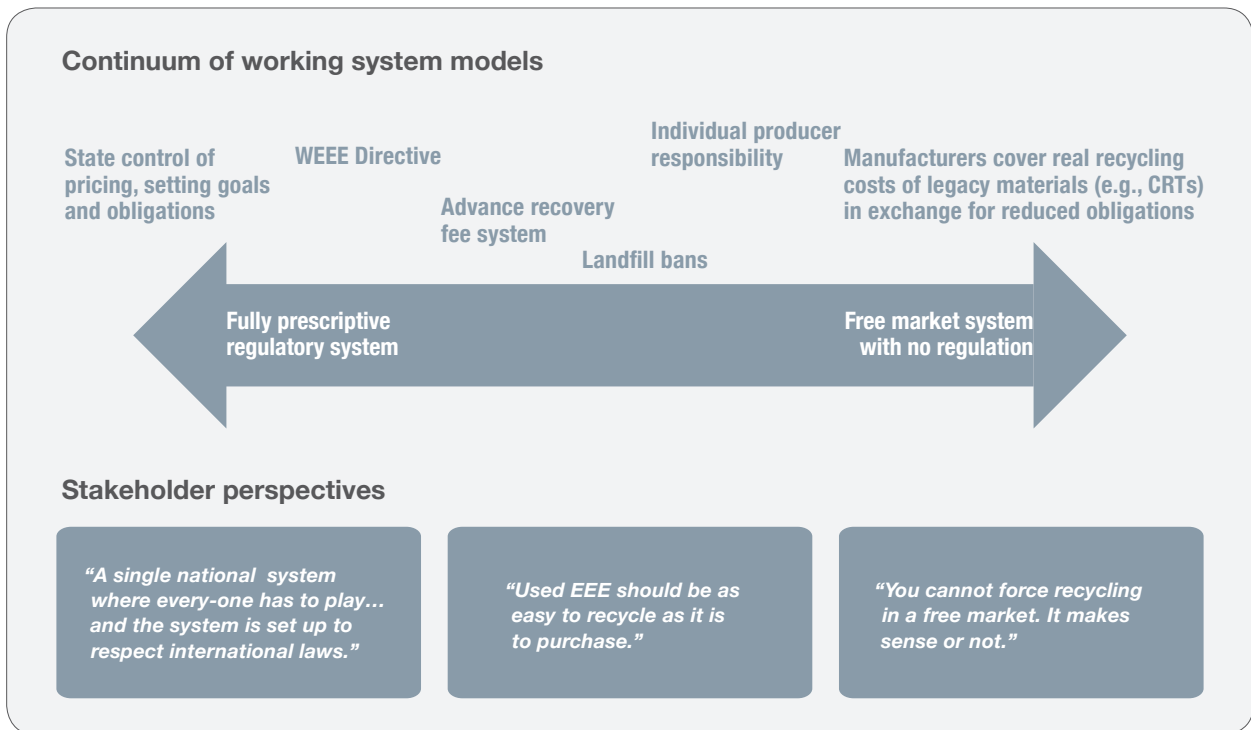 Continuum of working system models
State control of
pricing, setting goals
and obligations
WEEE Directive
Advance recovery
fee system
Landfill bans
Individual producer
responsibility
Manufacturers cover real recycling
costs of legacy materials (e.g., CRTs)
in exchange for reduced obligations
Fully prescriptive
regulatory system
Free market system
with no regulation
Stakeholder perspectives
“A single national  system
where every-one has to play…
and the system is set up to
respect international laws.”
“Used EEE should be as
easy to recycle as it is
to purchase.”
“You cannot force recycling
in a free market. It makes
sense or not.”